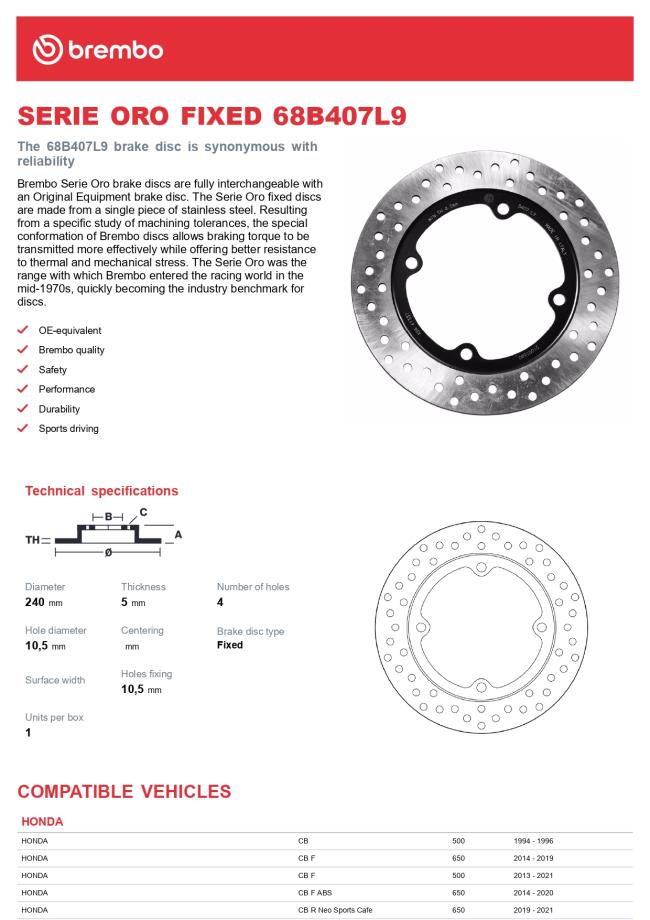 brembo
SERIE ORO FIXED 68B407L9
The 68B407L9 brake disc is synonymous with
reliability
Brembo Serie Oro brake discs are fully interchangeable with
an Original Equipment brake disc. The Serie Oro fixed discs
are made from a single piece of stainless steel. Resulting
from a specific study of machining tolerances, the special
conformation of Brembo discs allows braking torque to be
transmitted more effectively while offering better resistance
to thermal and mechanical stress. The Serie Oro was the
range with which Brembo entered the racing world in the
mid-1970s, quickly becoming the industry benchmark for
discs.
OE-equivalent
Brembo quality
Safety
Performance
Durability
Sports driving
Technical specifications
B C
TH A
Ø
Diameter Thickness Number of holes
240 mm 5 mm 4
Hole diameter Centering Brake disc type
10,5 mm mm Fixed
Surface width Holes fixing
10,5 mm
Units per box
1
COMPATIBLE VEHICLES
HONDA
HONDA CB 500 1994 - 1996
HONDA CB F 650 2014 - 2019
HONDA CB F 500 2013 - 2021
HONDA CB F ABS 650 2014 - 2020
HONDA CB R Neo Sports Cafe 650 2019 - 2021